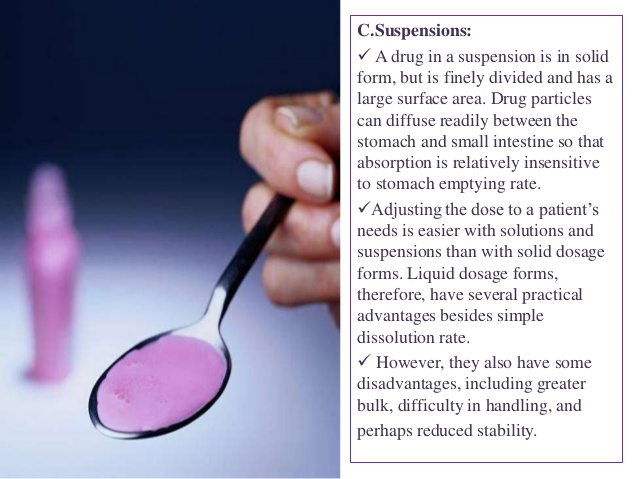 C.Suspensions:
✓ A drug in a suspension is in solid
form, but is finely divided and has a
large surface area. Drug particles
can diffuse readily between the
stomach and small intestine so that
absorption is relatively insensitive
to stomach emptying rate.
✓Adjusting the dose to a patient’s
needs is easier with solutions and
suspensions than with solid dosage
forms. Liquid dosage forms,
therefore, have several practical
advantages besides simple
dissolution rate.
✓ However, they also have some
disadvantages, including greater
bulk, difficulty in handling, and
perhaps reduced stability.